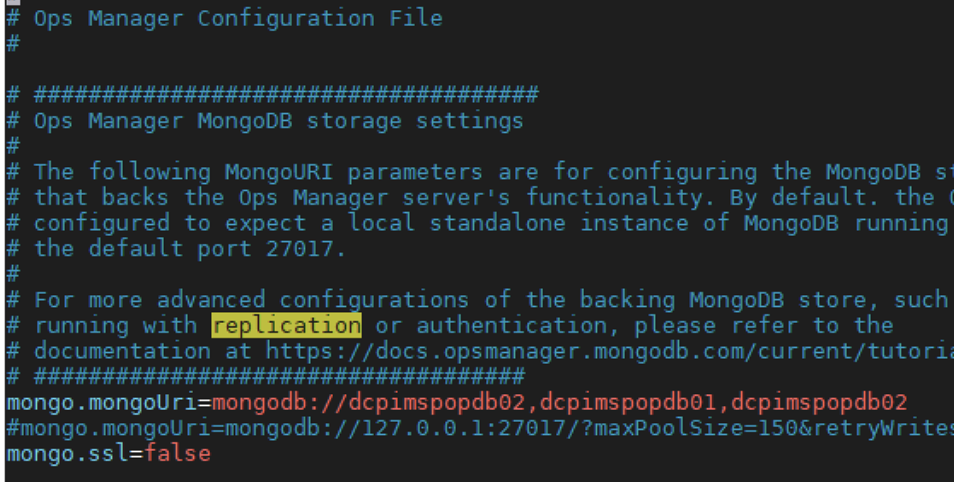 # Ops Manager Configuration File
#
# #####################################
# Ops Manager MongoDB storage settings
#
# The following MongoURI parameters are for configuring the MongoDB st
# that backs the Ops Manager server's functionality. By default. the O
# configured to expect a local standalone instance of MongoDB running
# the default port 27017.
#
# For more advanced configurations of the backing MongoDB store, such
# running with replication or authentication, please refer to the
# documentation at https://docs.opsmanager.mongodb.com/current/tutoria
# ####################################
mongo.mongoUri=mongodb://dcpimspopdb02,dcpimspopdb01,dcpimspopdb02
#mongo.mongoUri=mongodb://127.0.0.1:27017/?maxPoolSize=150&retryWrites
mongo.ssl=false